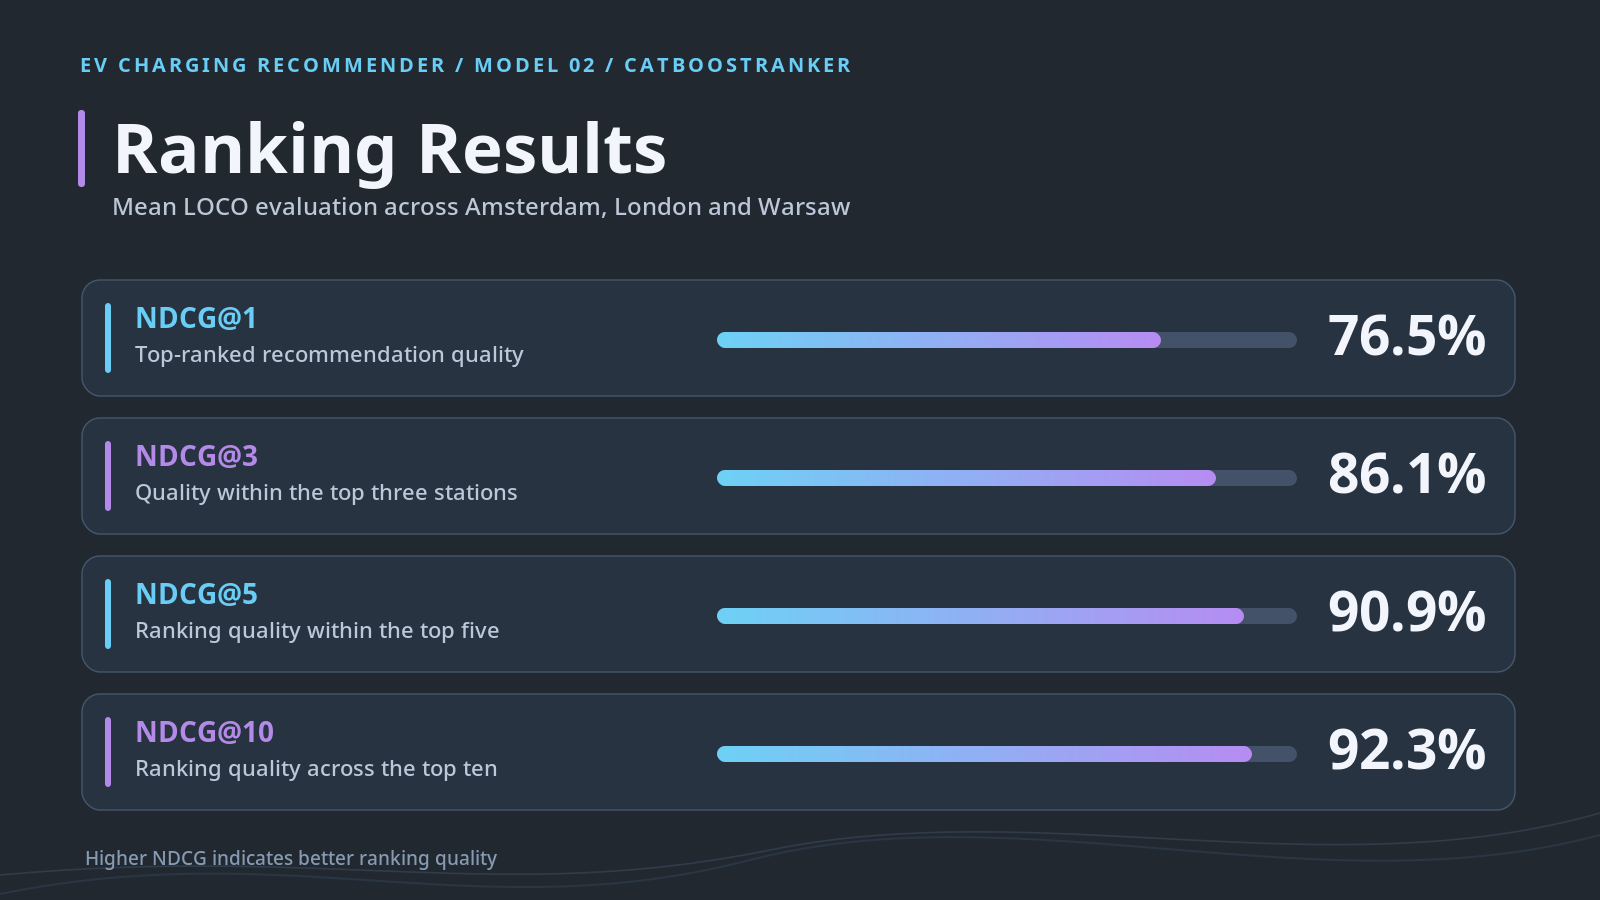 EV CHARGING RECOMMENDER / MODEL 02 / CATBOOSTRANKER
Ranking Results
Mean LOCO evaluation across Amsterdam, London and Warsaw
NDCG@1
Top-ranked recommendation quality
76.5%
NDCG@3
Quality within the top three stations
86.1%
NDCG@5
Ranking quality within the top five
90.9%
NDCG@10
Ranking quality across the top ten
92.3%
Higher NDCG indicates better ranking quality